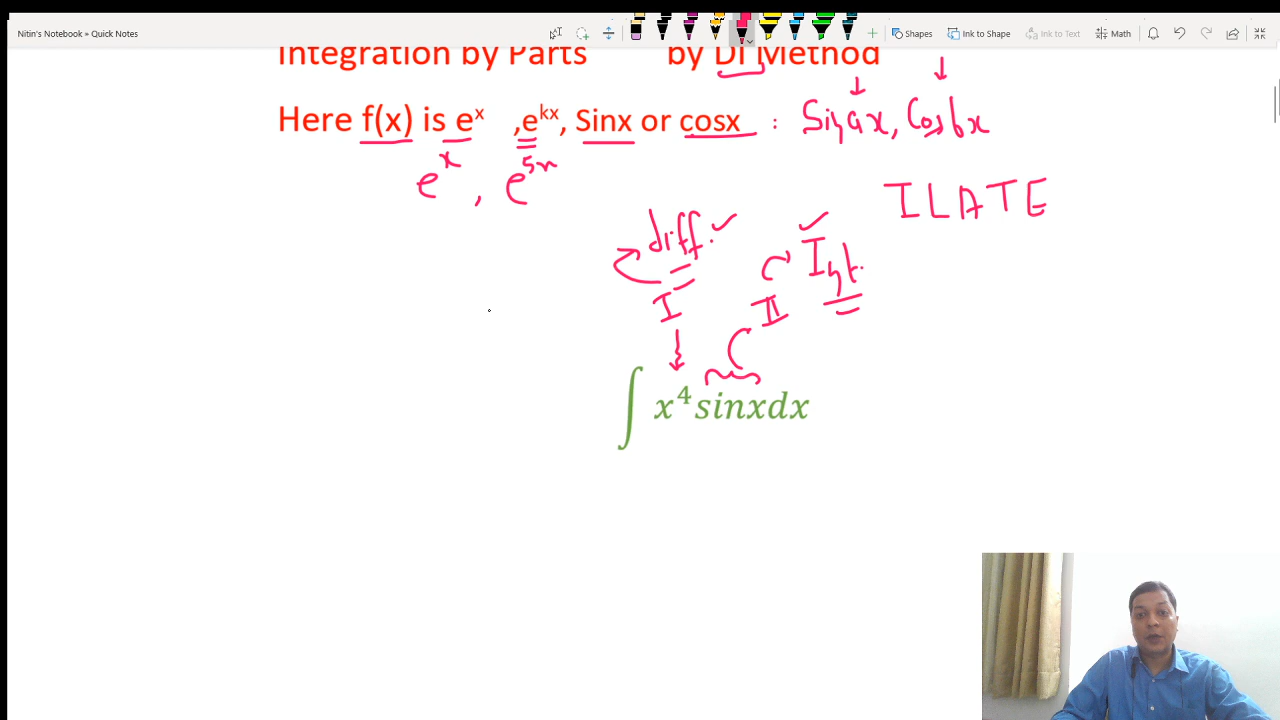 Nitin's Notebook » Quick Notes
Shapes Ink to Shape Ink to Text Math
Integration by Parts by DI Method
Here f(x) is eˣ ,eᵏˣ, Sinx or cosx : Sin ax, Cos bx
eˣ , e⁵ˣ
ILATE
diff. ✓ ✓ Int.
I II
∫ x⁴sinxdx